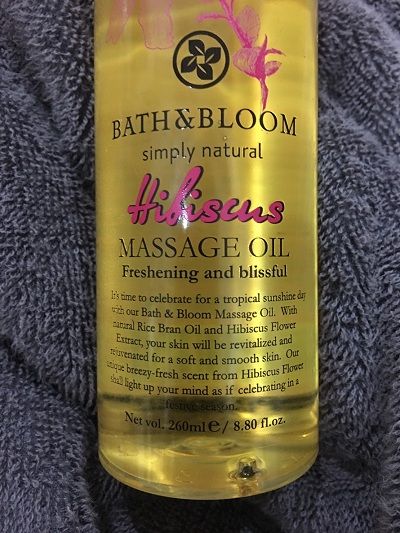 BATH&BLOOM
simply natural
Hibiscus
MASSAGE OIL
Freshening and blissful
It's time to celebrate for a tropical sunshine day
with our Bath & Bloom Massage Oil. With
natural Rice Bran Oil and Hibiscus Flower
Extract, your skin will be revitalized and
rejuvenated for a soft and smooth skin. Our
unique breezy-fresh scent from Hibiscus Flower
shall light up your mind as if celebrating in a
festive season.
Net vol. 260ml ℮ / 8.80 fl.oz.